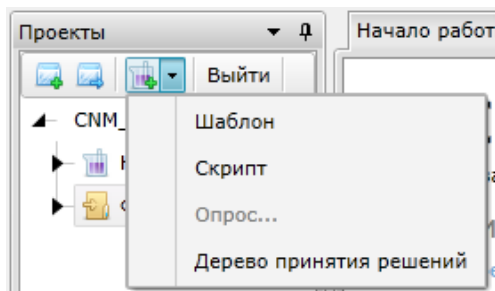 Проекты
Начало работ
Выйти
CNM_
Шаблон
Скрипт
Опрос...
Дерево принятия решений